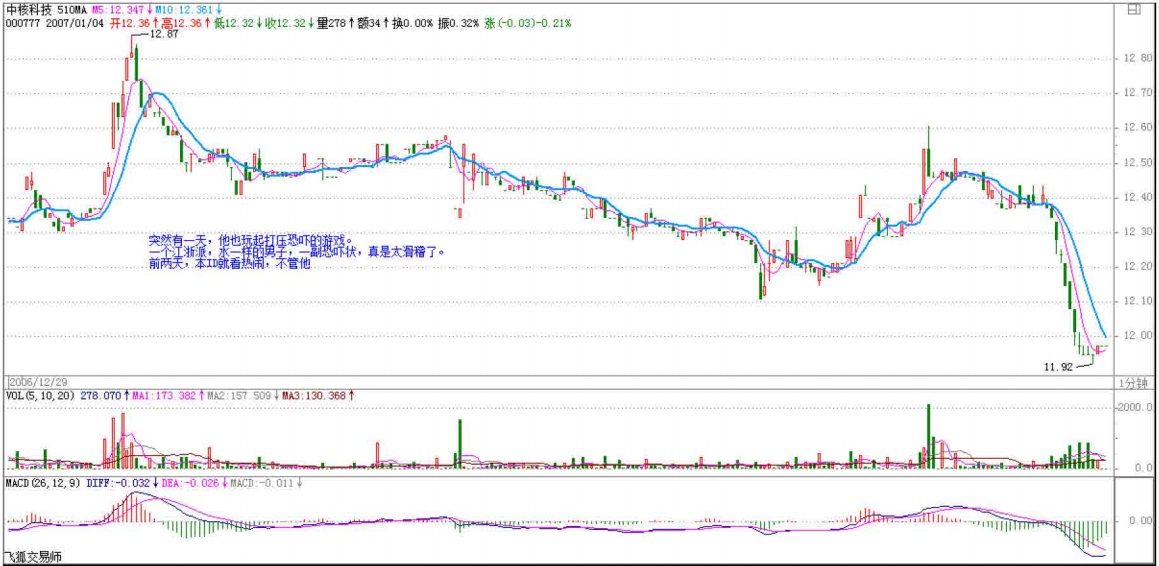 中核科技 510MA M5:12.347↓M10:12.361↓
000777 2007/01/04 开12.36↑高12.36↑低12.32↓收12.32↓量278↑额34↑换0.00% 振0.32% 涨(-0.03)-0.21%
12.87
12.80
12.70
12.60
12.50
12.40
12.30
突然有一天，他也玩起打压恐吓的游戏。
一个江浙派，水一样的男子，一副恐吓状，真是太滑稽了。
前两天，本ID就看热闹，不管他
12.20
12.10
12.00
11.92
2006/12/29
1分钟
VOL(5,10,20) 278.070↑MA1:173.382↑MA2:157.509↓MA3:130.368↑
2000.0
0.0
MACD(26,12,9) DIFF:-0.032↓DEA:-0.026↓MACD:-0.011↓
0.00
飞狐交易师